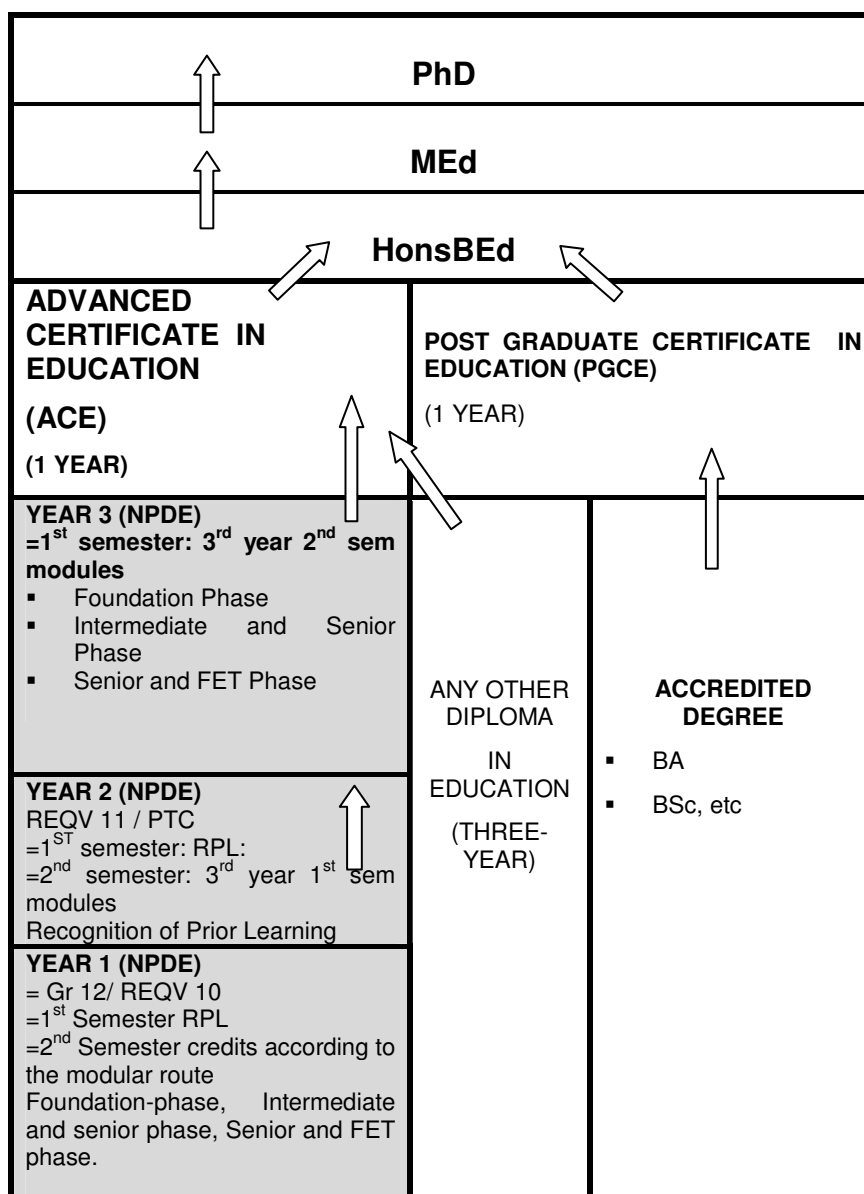 PhD
MEd
HonsBEd
ADVANCED
CERTIFICATE IN
EDUCATION
(ACE)
(1 YEAR)
POST GRADUATE CERTIFICATE IN
EDUCATION (PGCE)
(1 YEAR)
YEAR 3 (NPDE)
=1st semester: 3rd year 2nd sem
modules
▪ Foundation Phase
▪ Intermediate and Senior
Phase
▪ Senior and FET Phase
YEAR 2 (NPDE)
REQV 11 / PTC
=1ST semester: RPL:
=2nd semester: 3rd year 1st sem
modules
Recognition of Prior Learning
YEAR 1 (NPDE)
= Gr 12/ REQV 10
=1st Semester RPL
=2nd Semester credits according to
the modular route
Foundation-phase, Intermediate
and senior phase, Senior and FET
phase.
ANY OTHER
DIPLOMA
IN
EDUCATION
(THREE-
YEAR)
ACCREDITED
DEGREE
▪ BA
▪ BSc, etc